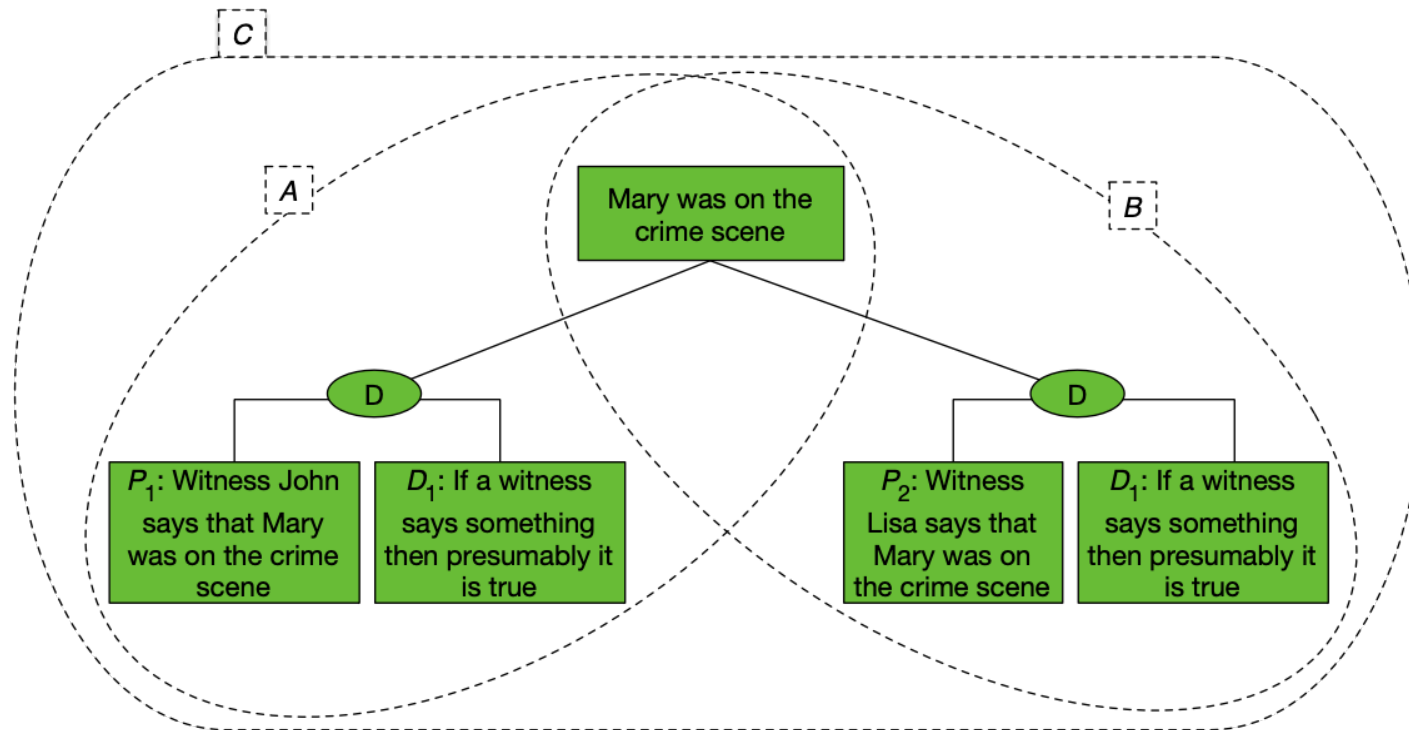 C
A
B
Mary was on the
crime scene
D
D
P1: Witness John
says that Mary
was on the crime
scene
D1: If a witness
says something
then presumably it
is true
P2: Witness
Lisa says that
Mary was on
the crime scene
D1: If a witness
says something
then presumably it
is true